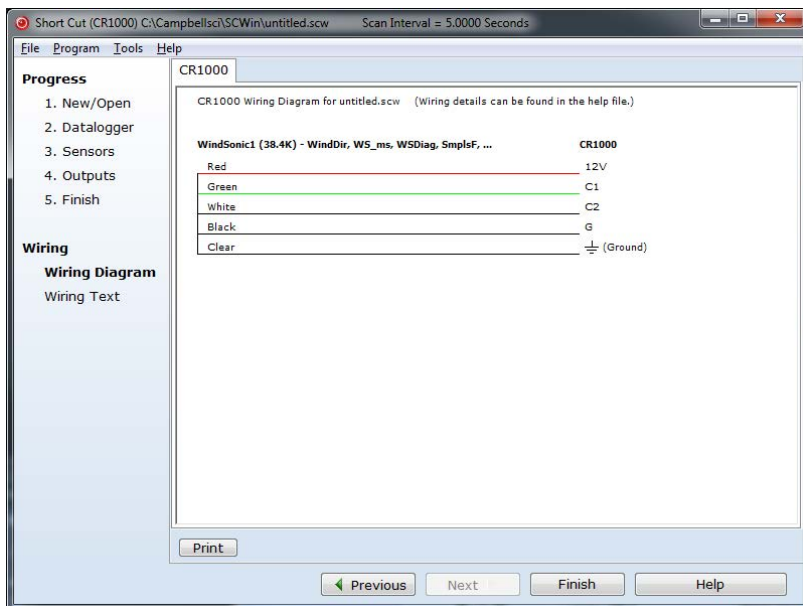 Short Cut (CR1000) C:\Campbellsci\SCWin\untitled.scw Scan Interval = 5.0000 Seconds
File Program Tools Help
Progress
1. New/Open
2. Datalogger
3. Sensors
4. Outputs
5. Finish
Wiring
Wiring Diagram
Wiring Text
CR1000
CR1000 Wiring Diagram for untitled.scw (Wiring details can be found in the help file.)
WindSonic1 (38.4K) - WindDir, WS_ms, WSDiag, SmplsF, ... CR1000
Red 12V
Green C1
White C2
Black G
Clear (Ground)
Print
Previous Next Finish Help